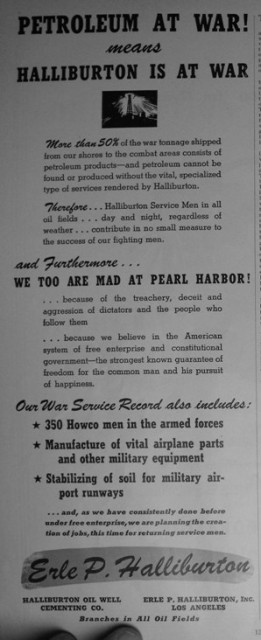 PETROLEUM AT WAR!
means
HALLIBURTON IS AT WAR
More than 50% of the war tonnage shipped
from our shores to the combat areas consists of
petroleum products—and petroleum cannot be
found or produced without the vital, specialized
type of services rendered by Halliburton.
Therefore... Halliburton Service Men in all
oil fields . . . day and night, regardless of
weather . . . contribute in no small measure to
the success of our fighting men.
and Furthermore . . .
WE TOO ARE MAD AT PEARL HARBOR!
. . . because of the treachery, deceit and
aggression of dictators and the people who
follow them
. . . because we believe in the American
system of free enterprise and constitutional
government—the strongest known guarantee of
freedom for the common man and his pursuit
of happiness.
Our War Service Record also includes:
★ 350 Howco men in the armed forces
★ Manufacture of vital airplane parts
and other military equipment
★ Stabilizing of soil for military air-
port runways
. . . and, as we have consistently done before
under free enterprise, we are planning the crea-
tion of jobs, this time for returning service men.
Erle P. Halliburton
HALLIBURTON OIL WELL
CEMENTING CO.
ERLE P. HALLIBURTON, Inc.
LOS ANGELES
Branches in All Oil Fields